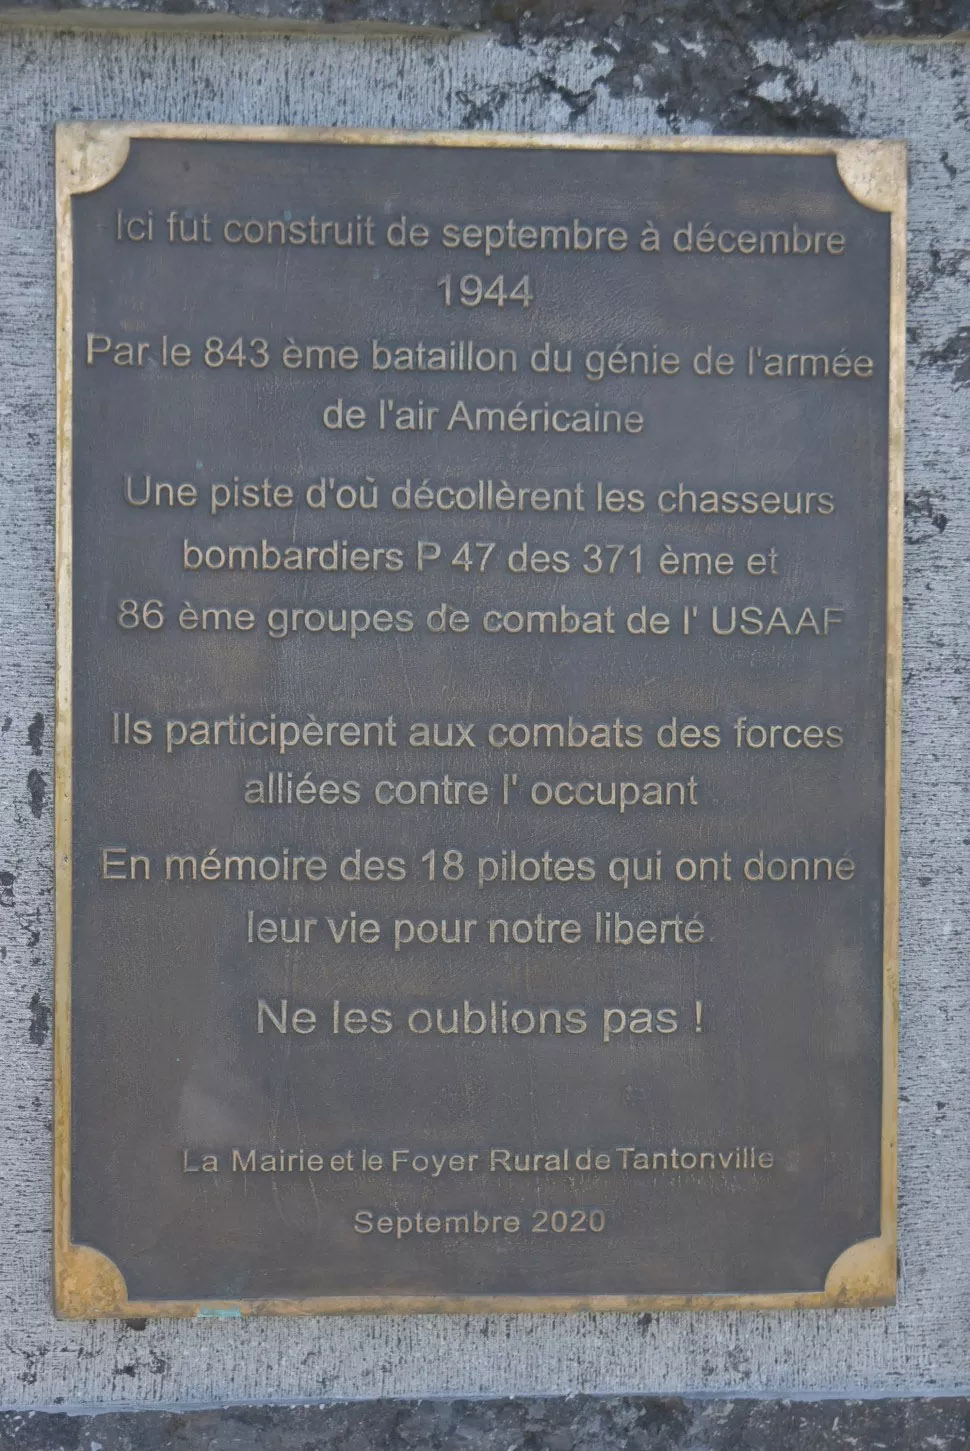 Ici fut construit de septembre à décembre
1944
Par le 843 ème bataillon du génie de l'armée
de l'air Américaine
Une piste d'où décollèrent les chasseurs
bombardiers P 47 des 371 ème et
86 ème groupes de combat de l' USAAF
Ils participèrent aux combats des forces
alliées contre l' occupant
En mémoire des 18 pilotes qui ont donné
leur vie pour notre liberté.
Ne les oublions pas !
La Mairie et le Foyer Rural de Tantonville
Septembre 2020